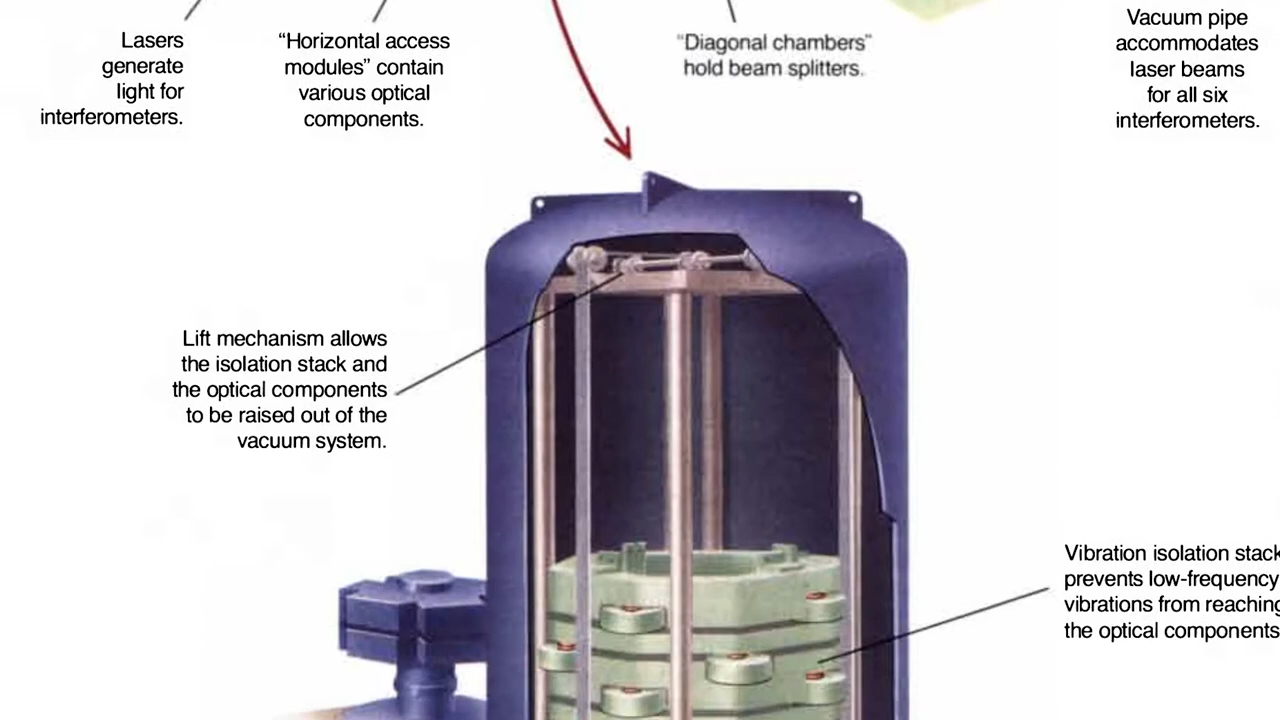 Lasers
generate
light for
interferometers.
“Horizontal access
modules” contain
various optical
components.
“Diagonal chambers”
hold beam splitters.
Vacuum pipe
accommodates
laser beams
for all six
interferometers.
Lift mechanism allows
the isolation stack and
the optical components
to be raised out of the
vacuum system.
Vibration isolation stack
prevents low-frequency
vibrations from reaching
the optical components